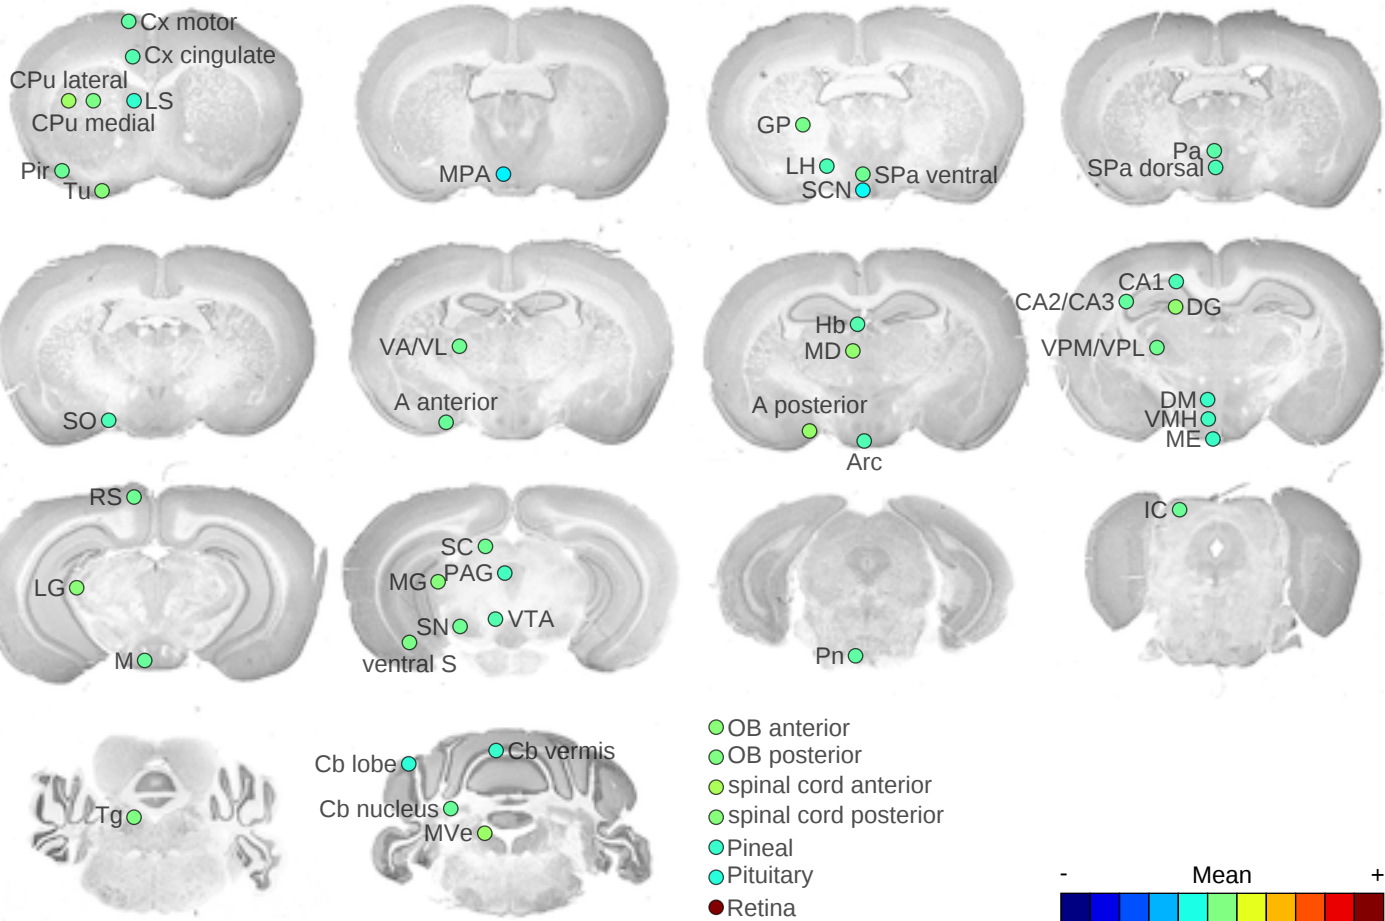 Cx motor
Cx cingulate
CPu lateral
LS
CPu medial
Pir
Tu
MPA
GP
LH
SPa ventral
SCN
Pa
SPa dorsal
SO
VA/VL
A anterior
Hb
MD
A posterior
Arc
CA1
CA2/CA3
DG
VPM/VPL
DM
VMH
ME
RS
LG
M
SC
MG
PAG
SN
VTA
ventral S
Pn
IC
Tg
Cb lobe
Cb vermis
Cb nucleus
MVe
OB anterior
OB posterior
spinal cord anterior
spinal cord posterior
Pineal
Pituitary
Retina
- Mean +